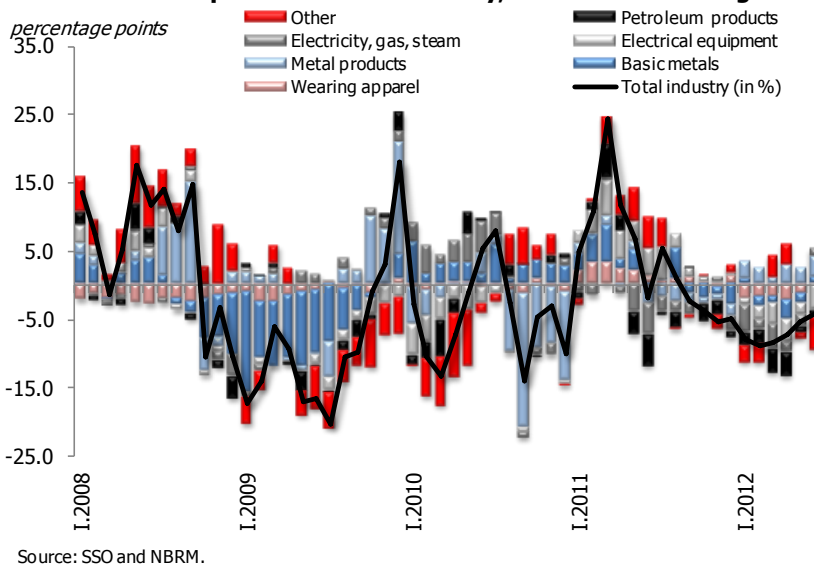 percentage points
Other
Petroleum products
Electricity, gas, steam
Electrical equipment
Metal products
Basic metals
Wearing apparel
Total industry (in %)
35.0
25.0
15.0
5.0
-5.0
-15.0
-25.0
I.2008
I.2009
I.2010
I.2011
I.2012
Source: SSO and NBRM.